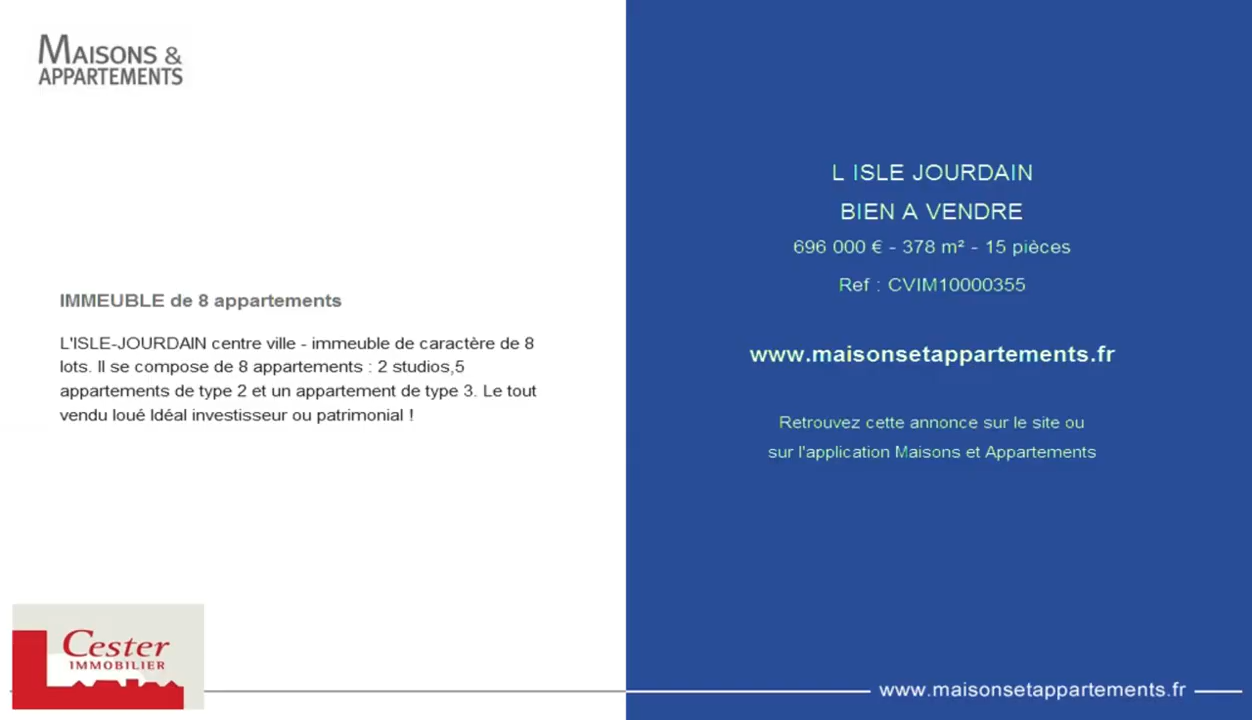 MAISONS &
APPARTEMENTS
IMMEUBLE de 8 appartements
L'ISLE-JOURDAIN centre ville - immeuble de caractère de 8
lots. Il se compose de 8 appartements : 2 studios,5
appartements de type 2 et un appartement de type 3. Le tout
vendu loué Idéal investisseur ou patrimonial !
Cester
IMMOBILIER
L ISLE JOURDAIN
BIEN A VENDRE
696 000 € - 378 m² - 15 pièces
Ref : CVIM10000355
www.maisonsetappartements.fr
Retrouvez cette annonce sur le site ou
sur l'application Maisons et Appartements
www.maisonsetappartements.fr